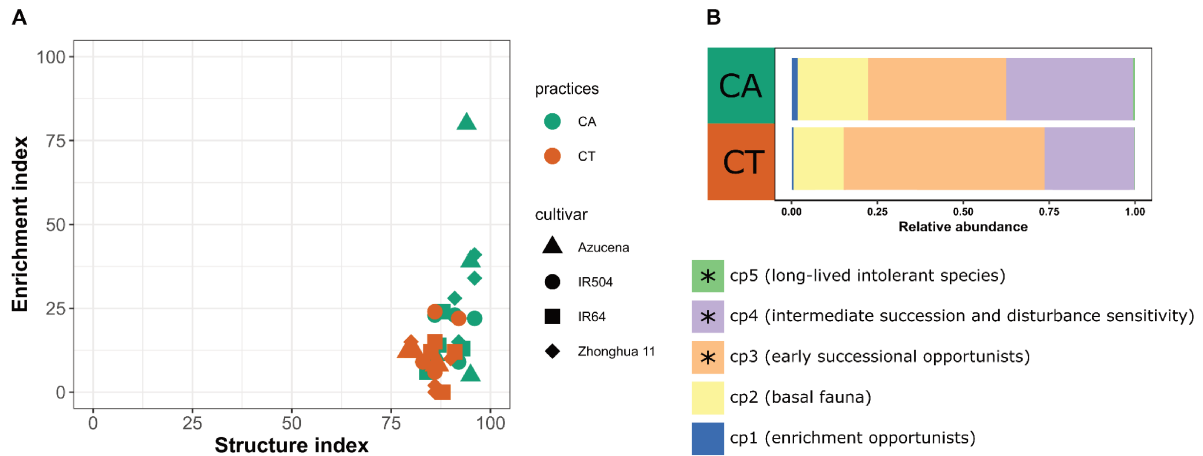 A
Enrichment index
100
75
50
25
0
0 25 50 75 100
Structure index
practices
CA
CT
cultivar
Azucena
IR504
IR64
Zhonghua 11
B
CA
CT
0.00 0.25 0.50 0.75 1.00
Relative abundance
* cp5 (long-lived intolerant species)
* cp4 (intermediate succession and disturbance sensitivity)
* cp3 (early successional opportunists)
cp2 (basal fauna)
cp1 (enrichment opportunists)